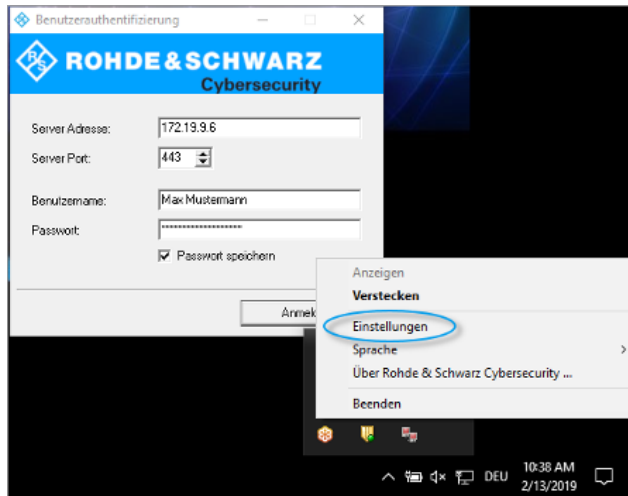 Benutzerauthentifizierung
ROHDE & SCHWARZ
Cybersecurity
Server Adresse:
172.19.9.6
Server Port:
443
Benutzername:
Max Mustermann
Passwort:
Passwort speichern
Anmel
Anzeigen
Verstecken
Einstellungen
Sprache
Über Rohde & Schwarz Cybersecurity ...
Beenden
DEU
10:38 AM
2/13/2019